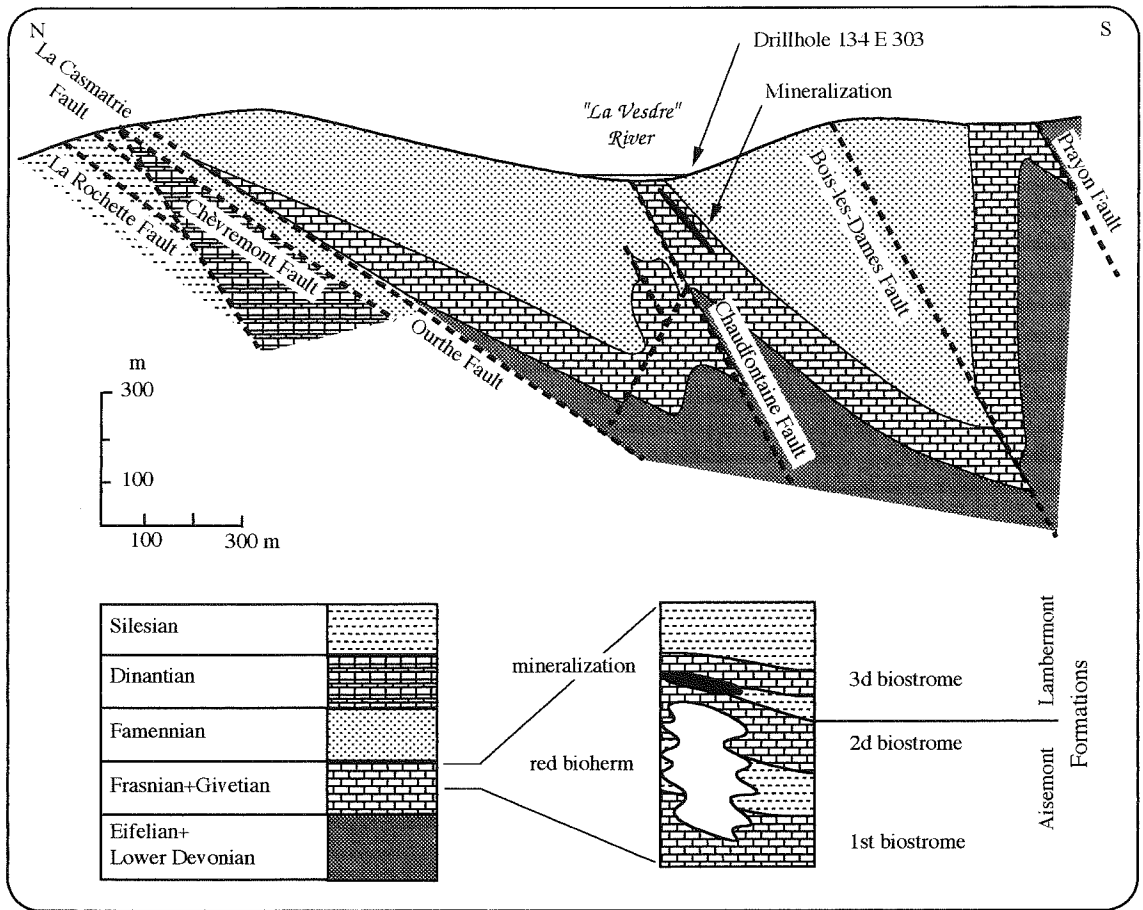 N
S
La Casmatrie
Fault
La Rochette Fault
Chèvremont Fault
Ourthe Fault
"La Vesdre"
River
Drillhole 134 E 303
Mineralization
Bois-les-Dames Fault
Prayon Fault
Chaudfontaine Fault
m
300
100
100
300 m
Silesian
Dinantian
Famennian
Frasnian+Givetian
Eifelian+
Lower Devonian
mineralization
red bioherm
3d biostrome
2d biostrome
1st biostrome
Lambermont
Aisemont
Formations